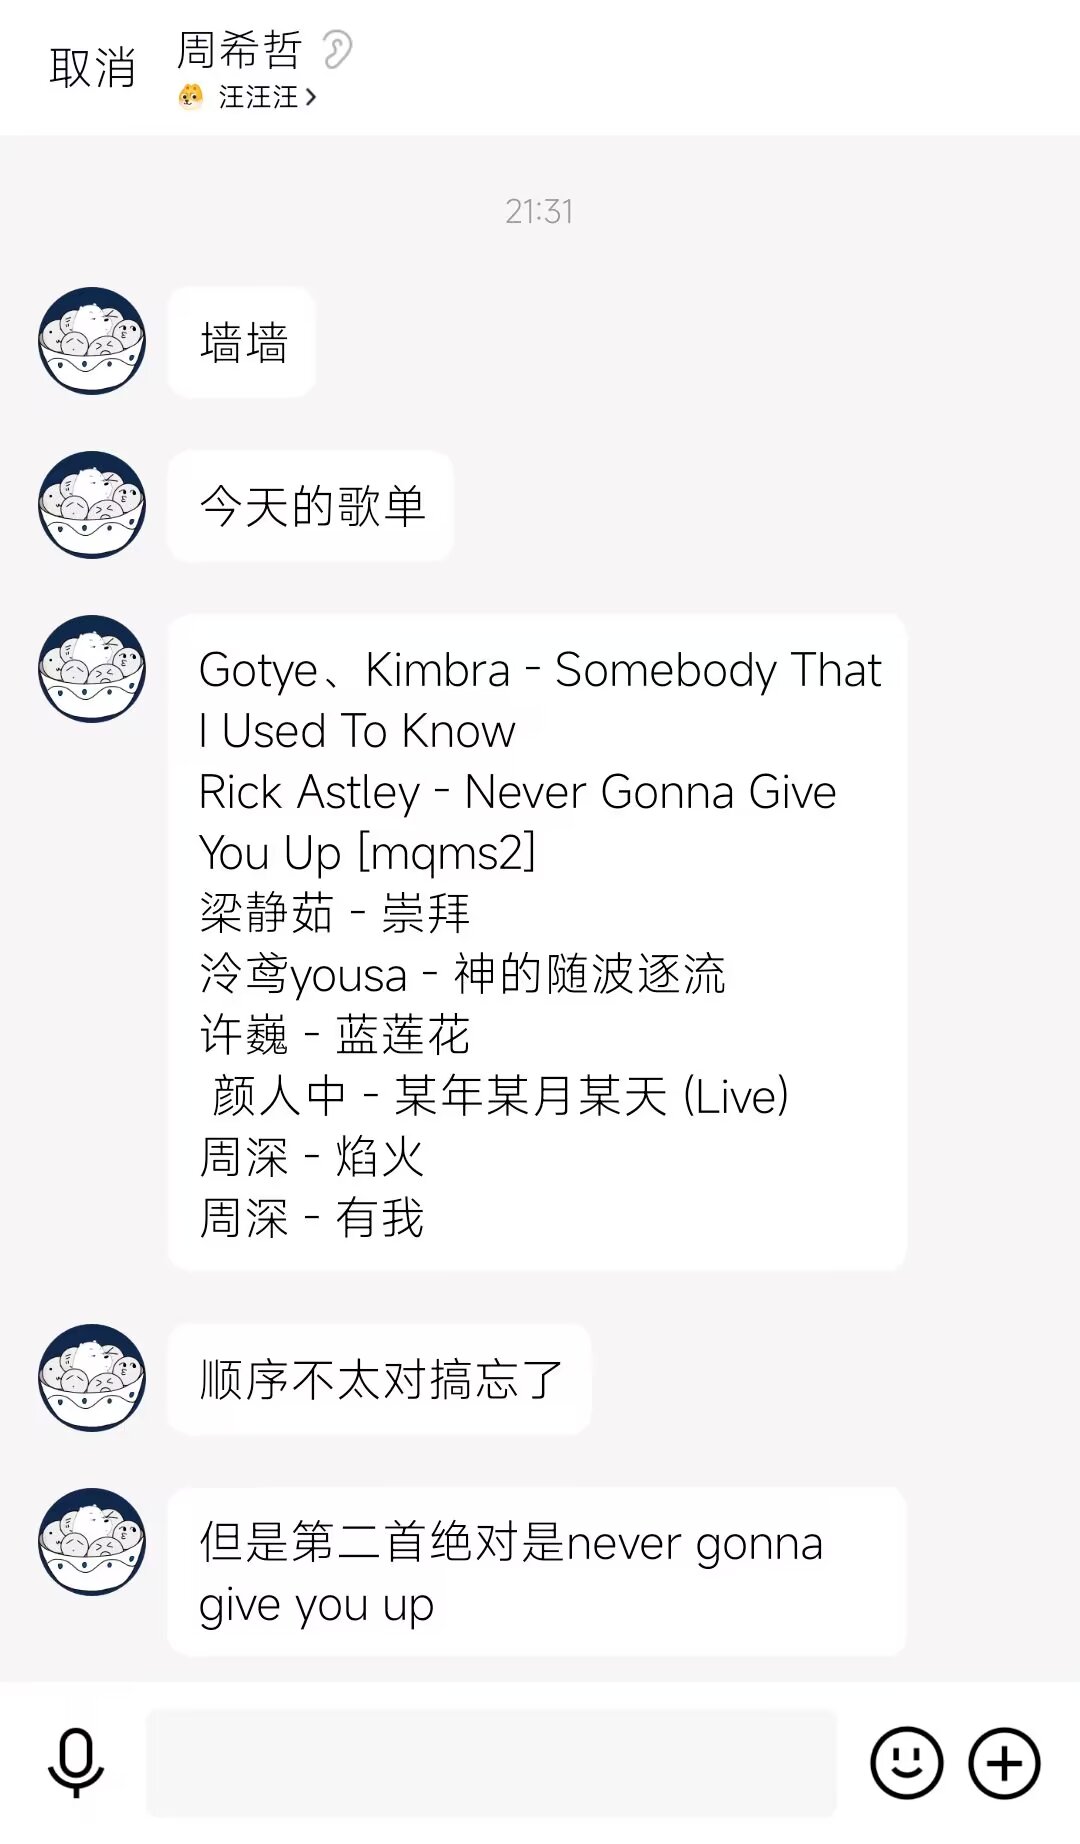 取消
周希哲
汪汪汪
21:31
墙墙
今天的歌单
Gotye、Kimbra - Somebody That
I Used To Know
Rick Astley - Never Gonna Give
You Up [mqms2]
梁静茹 - 崇拜
泠鸢yousa - 神的随波逐流
许巍 - 蓝莲花
颜人中 - 某年某月某天 (Live)
周深 - 焰火
周深 - 有我
顺序不太对搞忘了
但是第二首绝对是never gonna
give you up